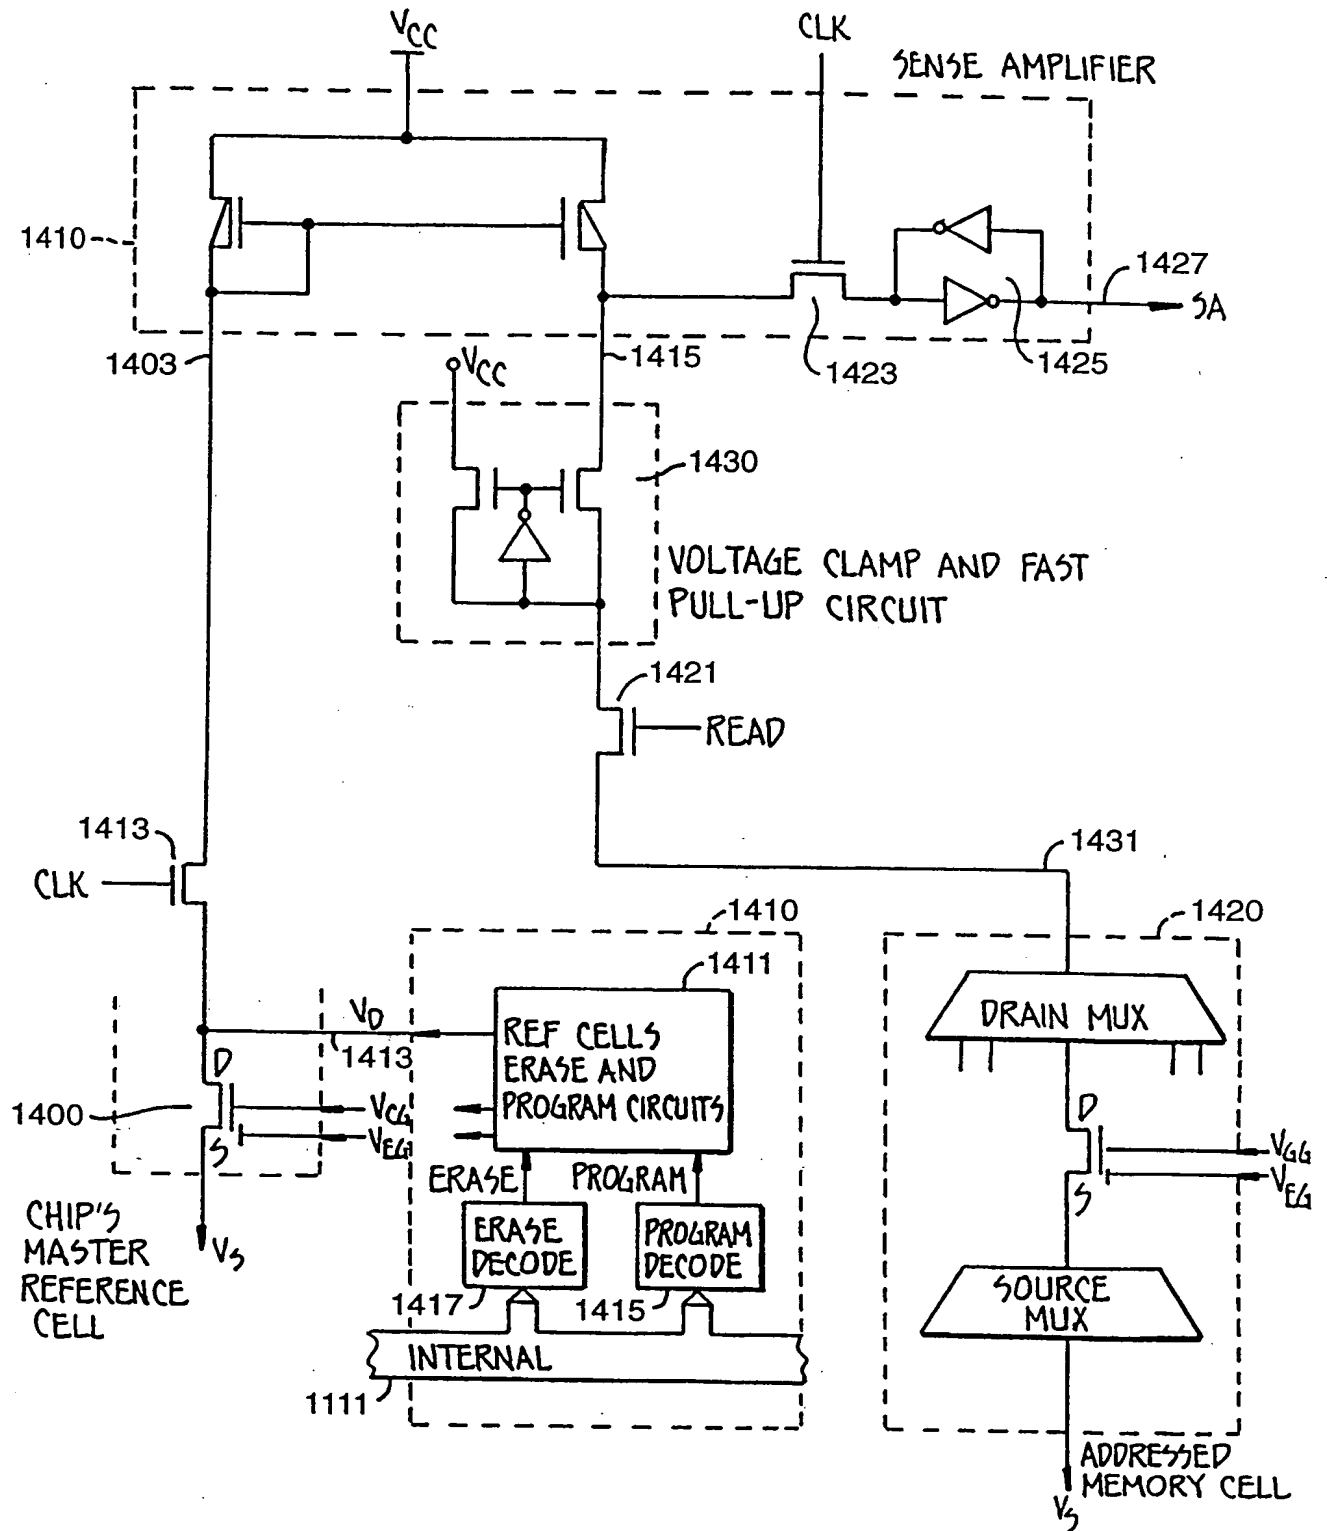 VCC
CLK
SENSE AMPLIFIER
1410
1427
SA
1403
1415
1423
1425
VCC
1430
VOLTAGE CLAMP AND FAST
PULL-UP CIRCUIT
1421
READ
1413
CLK
1431
1410
1420
1411
DRAIN MUX
VD
1413
REF CELLS
ERASE AND
PROGRAM CIRCUITS
D
1400
VCG
VEG
S
D
VGG
VEG
S
ERASE
PROGRAM
CHIP'S
MASTER
REFERENCE
CELL
VS
ERASE
DECODE
PROGRAM
DECODE
1417
1415
SOURCE
MUX
INTERNAL
1111
ADDRESSED
MEMORY CELL
VS